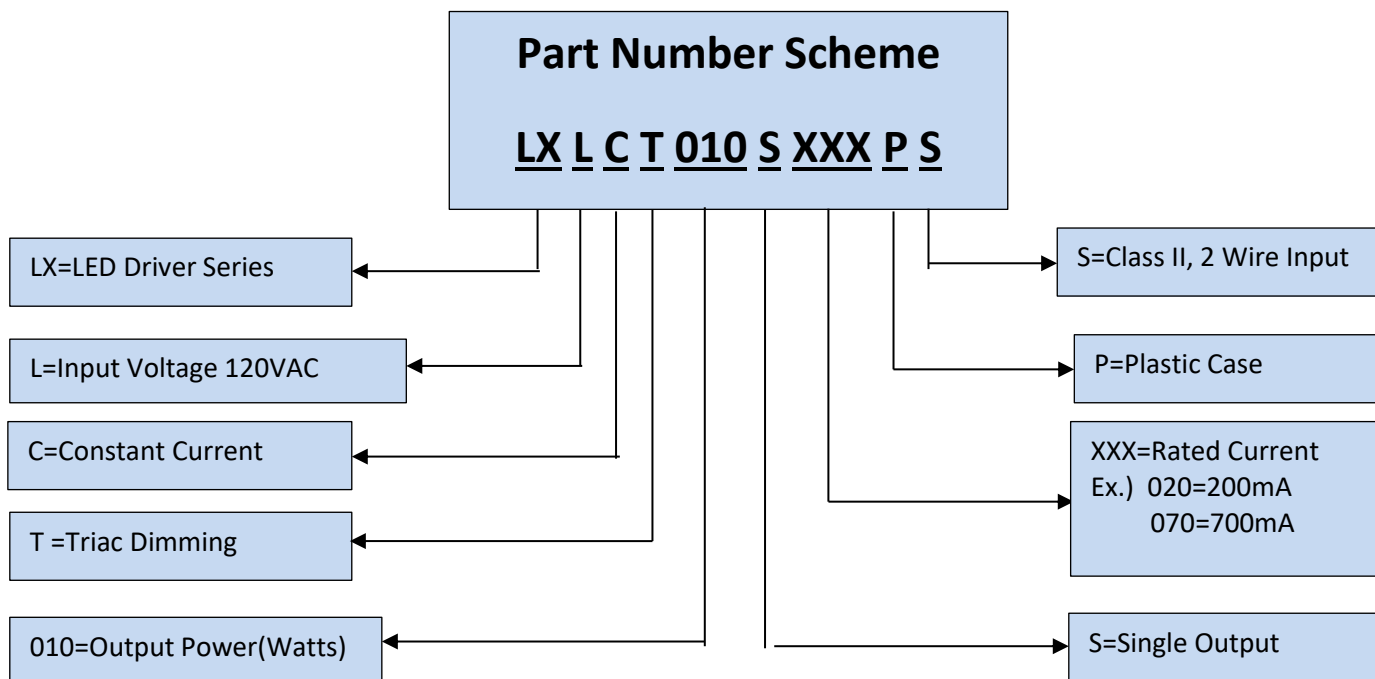 Part Number Scheme
LX L C T 010 S XXX P S
LX=LED Driver Series
L=Input Voltage 120VAC
C=Constant Current
T =Triac Dimming
010=Output Power(Watts)
S=Class II, 2 Wire Input
P=Plastic Case
XXX=Rated Current
Ex.) 020=200mA
070=700mA
S=Single Output